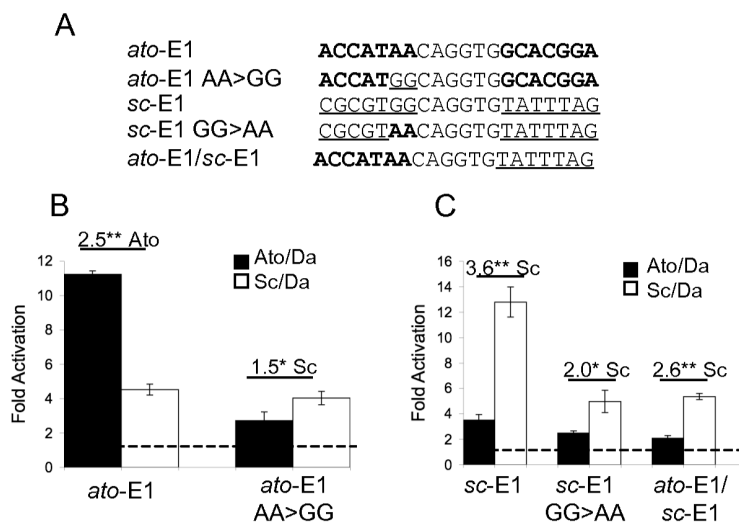 A
ato-E1 ACCATAACAGGTGGCACGGA
ato-E1 AA>GG ACCATGGCAGGTGGCACGGA
sc-E1 CGCGTGGCAGGTGTATTTAG
sc-E1 GG>AA CGCGTAACAGGTGTATTTAG
ato-E1/sc-E1 ACCATAACAGGTGTATTTAG
B
2.5** Ato
Ato/Da
Sc/Da
1.5* Sc
Fold Activation
12
10
8
6
4
2
0
ato-E1
ato-E1
AA>GG
C
3.6** Sc
Ato/Da
Sc/Da
2.0* Sc
2.6** Sc
Fold Activation
16
14
12
10
8
6
4
2
0
sc-E1
sc-E1
GG>AA
ato-E1/
sc-E1